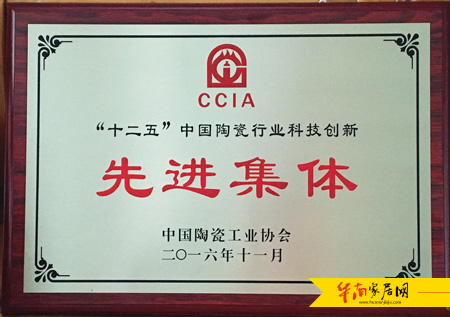 CCIA
“十二五”中国陶瓷行业科技创新
先进集体
中国陶瓷工业协会
二〇一六年十一月
华南家居网